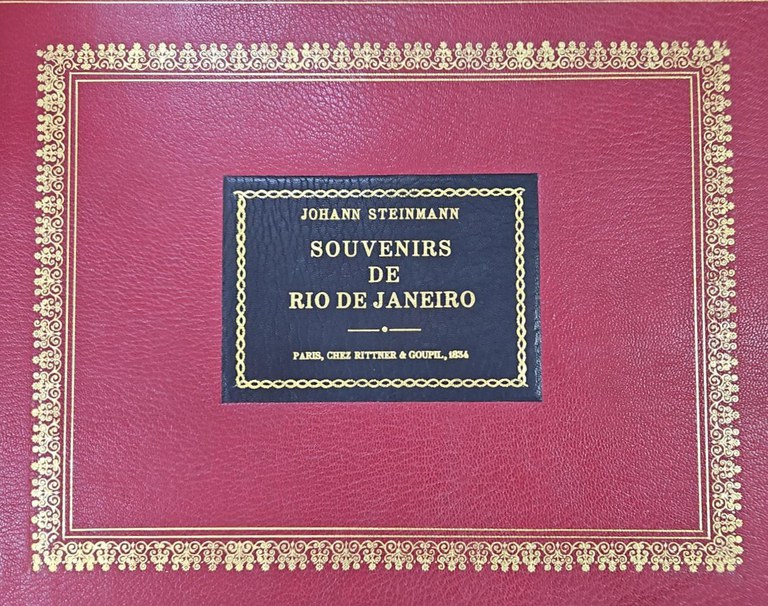 JOHANN STEINMANN
SOUVENIRS
DE
RIO DE JANEIRO
PARIS, CHEZ RITTNER & GOUPIL, 1834